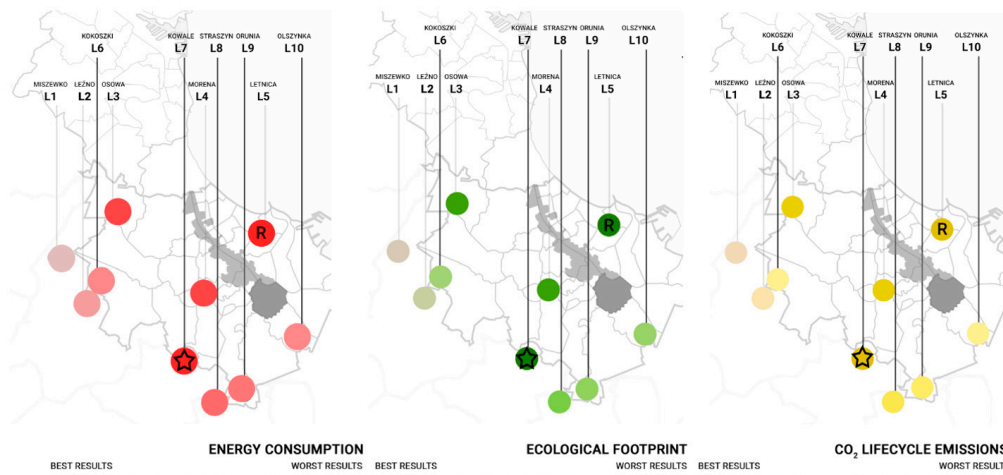 KOKOSZKI KOWALE STRASZYN ORUNIA OLSZYNKA
L6 L7 L8 L9 L10
MISZEWKO LEŹNO OSOWA MORENA LETNICA
L1 L2 L3 L4 L5
R
ENERGY CONSUMPTION
BEST RESULTS WORST RESULTS
KOKOSZKI KOWALE STRASZYN ORUNIA OLSZYNKA
L6 L7 L8 L9 L10
MISZEWKO LEŹNO OSOWA MORENA LETNICA
L1 L2 L3 L4 L5
R
ECOLOGICAL FOOTPRINT
BEST RESULTS WORST RESULTS
KOKOSZKI KOWALE STRASZYN ORUNIA OLSZYNKA
L6 L7 L8 L9 L10
MISZEWKO LEŹNO OSOWA MORENA LETNICA
L1 L2 L3 L4 L5
R
CO₂ LIFECYCLE EMISSIONS
BEST RESULTS WORST RESULTS